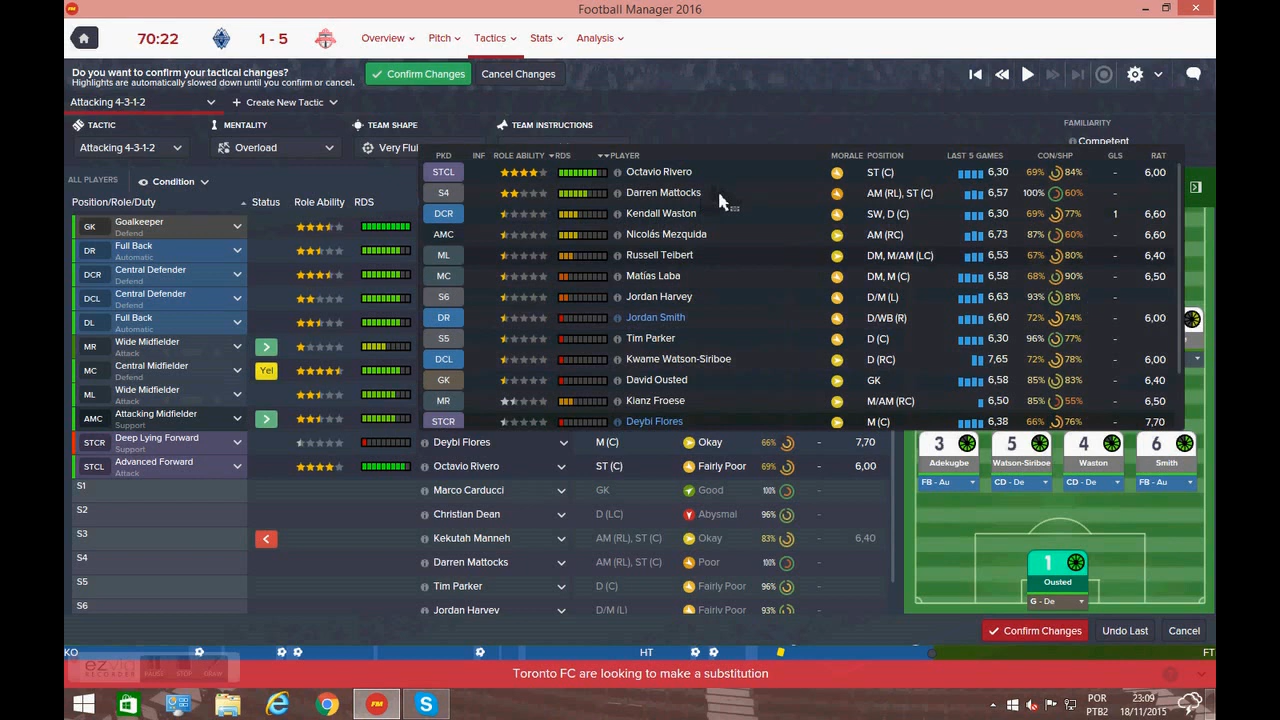 Football Manager 2016
70:22 1 - 5 Overview Pitch Tactics Stats Analysis
Do you want to confirm your tactical changes?
Highlights are automatically slowed down until you confirm or cancel.
Confirm Changes Cancel Changes
Attacking 4-3-1-2 + Create New Tactic
TACTIC MENTALITY TEAM SHAPE TEAM INSTRUCTIONS FAMILIARITY
Attacking 4-3-1-2 Overload Very Flui Competent
ALL PLAYERS Condition
PKD INF ROLE ABILITY RDS PLAYER MORALE POSITION LAST 5 GAMES CON/SHP GLS RAT
STCL Octavio Rivero ST (C) 6,30 69% 84% - 6,00
S4 Darren Mattocks AM (RL), ST (C) 6,57 100% 60% -
DCR Kendall Waston SW, D (C) 6,30 69% 77% 1 6,60
AMC Nicolás Mezquida AM (RC) 6,73 87% 60% - 6,60
ML Russell Teibert DM, M/AM (LC) 6,53 67% 80% - 6,40
MC Matías Laba DM, M (C) 6,58 68% 90% - 6,50
S6 Jordan Harvey D/M (L) 6,63 93% 81% -
DR Jordan Smith D/WB (R) 6,60 72% 74% - 6,00
S5 Tim Parker D (C) 6,30 96% 77% -
DCL Kwame Watson-Siriboe D (RC) 7,65 72% 78% - 6,00
GK David Ousted GK 6,58 85% 83% - 6,40
MR Kianz Froese M/AM (RC) 6,50 85% 55% - 6,50
STCR Deybi Flores M (C) 6,38 66% 76% - 7,70
Position/Role/Duty Status Role Ability RDS
GK Goalkeeper
Defend
DR Full Back
Automatic
DCR Central Defender
Defend
DCL Central Defender
Defend
DL Full Back
Automatic
MR Wide Midfielder
Attack
MC Central Midfielder Yel
Defend
ML Wide Midfielder
Attack
AMC Attacking Midfielder
Support
STCR Deep Lying Forward Deybi Flores M (C) Okay 66% - 7,70
Support
STCL Advanced Forward Octavio Rivero ST (C) Fairly Poor 69% - 6,00
Attack
S1 Marco Carducci GK Good 100% -
S2 Christian Dean D (LC) Abysmal 96% -
S3 Kekutah Manneh AM (RL), ST (C) Okay 83% - 6,40
S4 Darren Mattocks AM (RL), ST (C) Poor 100% -
S5 Tim Parker D (C) Fairly Poor 96% -
S6 Jordan Harvey D/M (L) Fairly Poor 93% -
3 5 4 6
Adekugbe Watson-Siriboe Waston Smith
FB - Au CD - De CD - De FB - Au
1
Ousted
G - De
Confirm Changes Undo Last Cancel
KO HT FT
ezvid
RECORDER PAUSE STOP DRAW
Toronto FC are looking to make a substitution
FM
POR
PTB2
23:09
18/11/2015